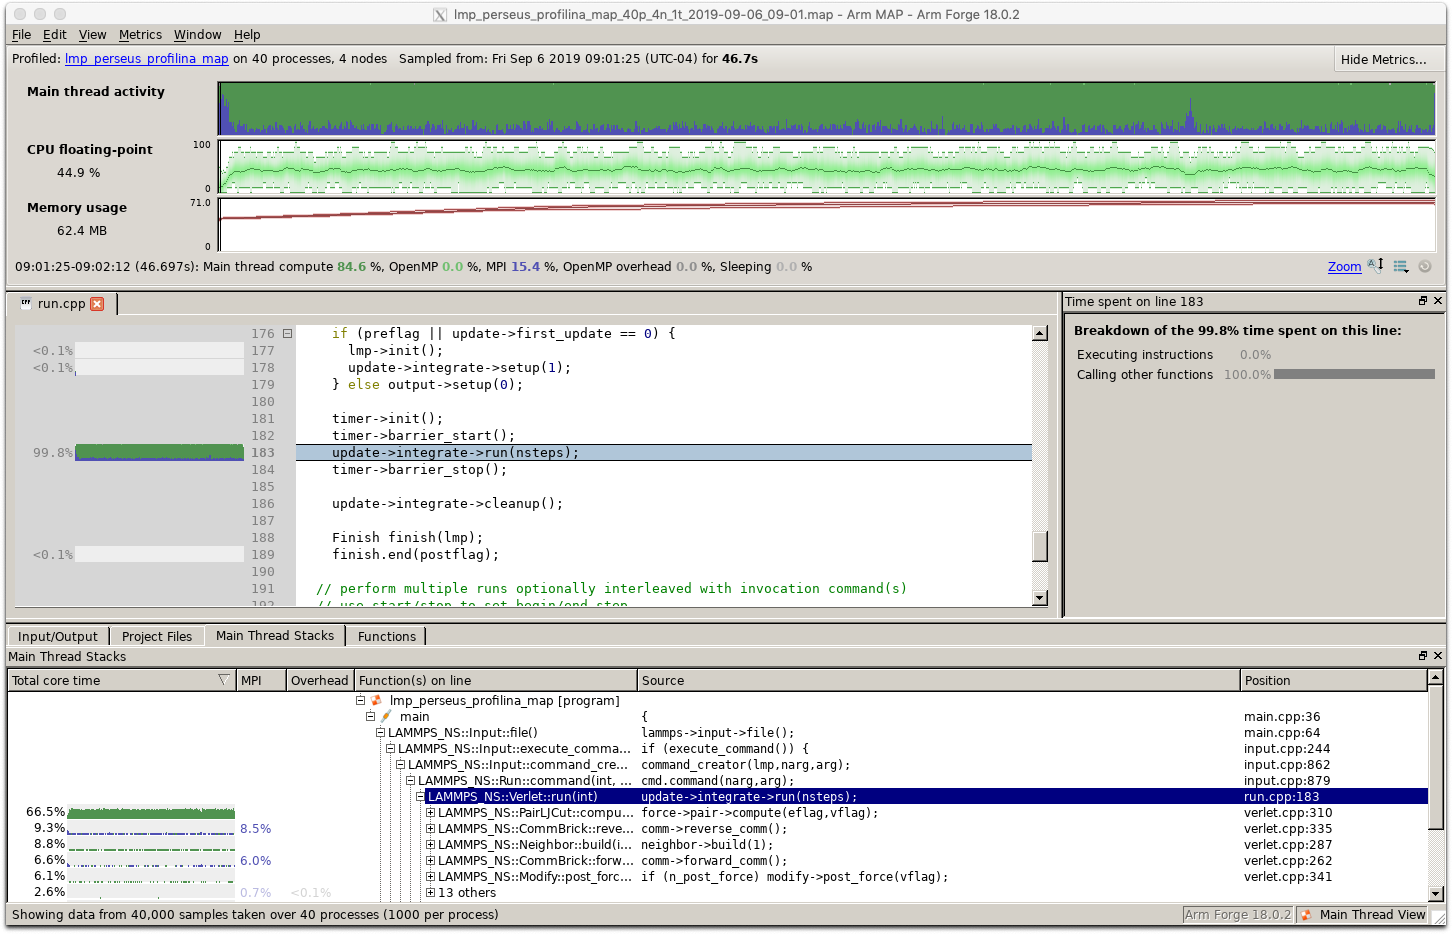 lmp_perseus_profilina_map_40p_4n_1t_2019-09-06_09-01.map - Arm MAP - Arm Forge 18.0.2
File Edit View Metrics Window Help
Profiled: lmp_perseus_profilina_map on 40 processes, 4 nodes Sampled from: Fri Sep 6 2019 09:01:25 (UTC-04) for 46.7s
Hide Metrics...
Main thread activity
CPU floating-point
44.9 %
100
0
Memory usage
62.4 MB
71.0
0
09:01:25-09:02:12 (46.697s): Main thread compute 84.6 %, OpenMP 0.0 %, MPI 15.4 %, OpenMP overhead 0.0 %, Sleeping 0.0 %
Zoom
run.cpp
176 if (preflag || update->first_update == 0) {
<0.1% 177 lmp->init();
<0.1% 178 update->integrate->setup(1);
179 } else output->setup(0);
180
181 timer->init();
182 timer->barrier_start();
99.8% 183 update->integrate->run(nsteps);
184 timer->barrier_stop();
185
186 update->integrate->cleanup();
187
188 Finish finish(lmp);
<0.1% 189 finish.end(postflag);
190
191 // perform multiple runs optionally interleaved with invocation command(s)
192 // use start/stop to set begin/end step
Time spent on line 183
Breakdown of the 99.8% time spent on this line:
Executing instructions 0.0%
Calling other functions 100.0%
Input/Output Project Files Main Thread Stacks Functions
Main Thread Stacks
Total core time MPI Overhead Function(s) on line Source Position
lmp_perseus_profilina_map [program]
main { main.cpp:36
LAMMPS_NS::Input::file() lammps->input->file(); main.cpp:64
LAMMPS_NS::Input::execute_comma... if (execute_command()) { input.cpp:244
LAMMPS_NS::Input::command_cre... command_creator(lmp,narg,arg); input.cpp:862
LAMMPS_NS::Run::command(int, ... cmd.command(narg,arg); input.cpp:879
LAMMPS_NS::Verlet::run(int) update->integrate->run(nsteps); run.cpp:183
66.5% LAMMPS_NS::PairLJCut::compu... force->pair->compute(eflag,vflag); verlet.cpp:310
9.3% 8.5% LAMMPS_NS::CommBrick::reve... comm->reverse_comm(); verlet.cpp:335
8.8% LAMMPS_NS::Neighbor::build(i... neighbor->build(1); verlet.cpp:287
6.6% 6.0% LAMMPS_NS::CommBrick::forw... comm->forward_comm(); verlet.cpp:262
6.1% LAMMPS_NS::Modify::post_forc... if (n_post_force) modify->post_force(vflag); verlet.cpp:341
2.6% 0.7% <0.1% 13 others
Showing data from 40,000 samples taken over 40 processes (1000 per process)
Arm Forge 18.0.2 Main Thread View